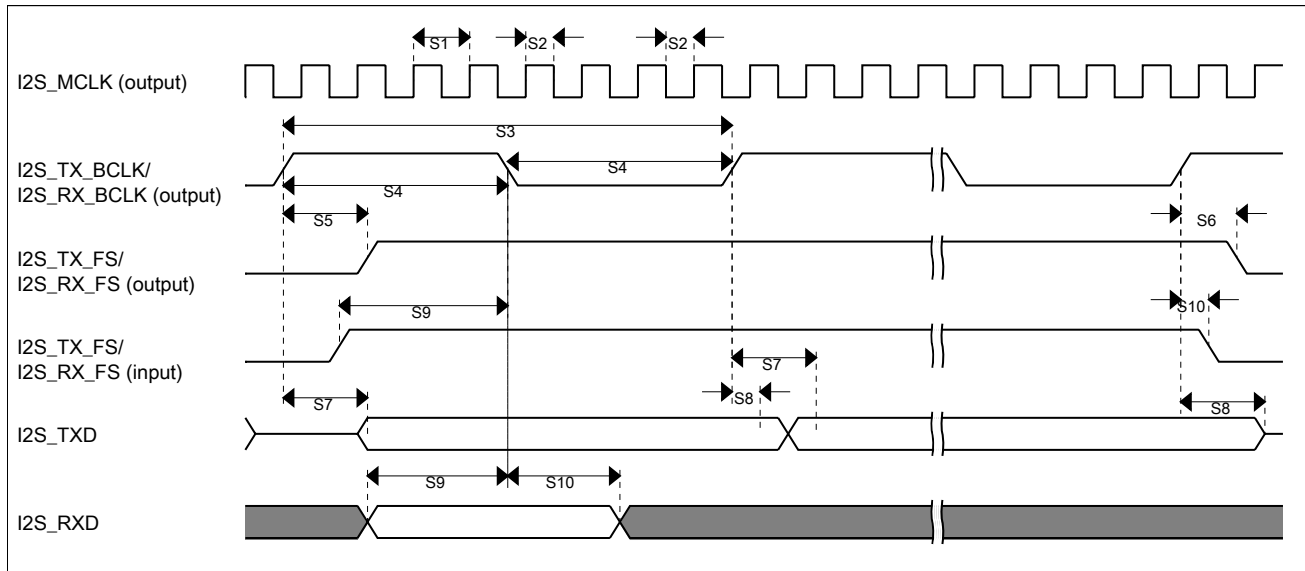 S1
S2
S2
I2S_MCLK (output)
S3
I2S_TX_BCLK/
I2S_RX_BCLK (output)
S4
S4
S5
S6
I2S_TX_FS/
I2S_RX_FS (output)
S9
S10
I2S_TX_FS/
I2S_RX_FS (input)
S7
S7
S8
S8
I2S_TXD
S9
S10
I2S_RXD